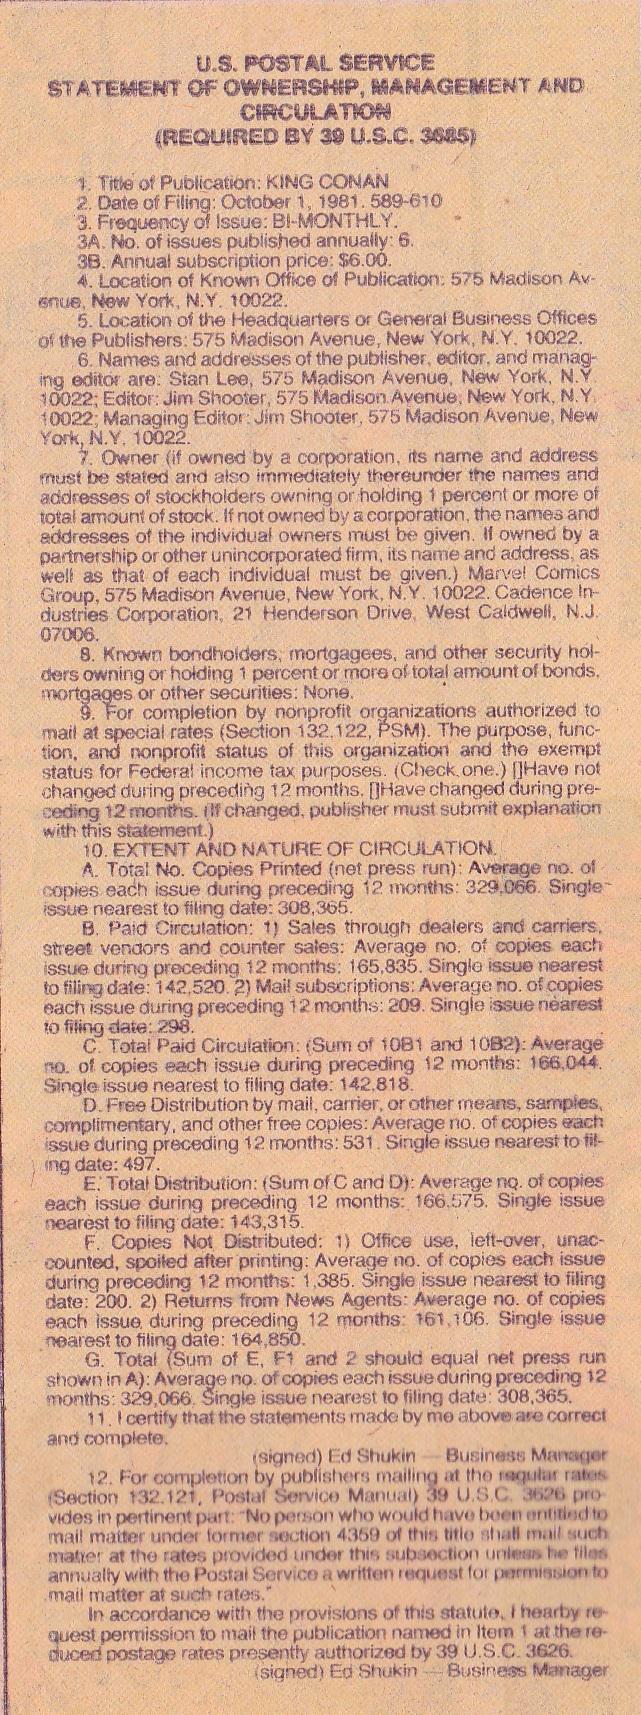 U.S. POSTAL SERVICE
STATEMENT OF OWNERSHIP, MANAGEMENT AND
CIRCULATION
(REQUIRED BY 39 U.S.C. 3685)
1. Title of Publication: KING CONAN
2. Date of Filing: October 1, 1981. 589-610
3. Frequency of Issue: BI-MONTHLY.
3A. No. of issues published annually: 6.
3B. Annual subscription price: $6.00.
4. Location of Known Office of Publication: 575 Madison Av-
enue, New York, N.Y. 10022.
5. Location of the Headquarters or General Business Offices
of the Publishers: 575 Madison Avenue, New York, N.Y. 10022.
6. Names and addresses of the publisher, editor, and manag-
ing editor are: Stan Lee, 575 Madison Avenue, New York, N.Y.
10022; Editor: Jim Shooter, 575 Madison Avenue, New York, N.Y.
10022; Managing Editor: Jim Shooter, 575 Madison Avenue, New
York, N.Y. 10022.
7. Owner (if owned by a corporation, its name and address
must be stated and also immediately thereunder the names and
addresses of stockholders owning or holding 1 percent or more of
total amount of stock. If not owned by a corporation, the names and
addresses of the individual owners must be given. If owned by a
partnership or other unincorporated firm, its name and address, as
well as that of each individual must be given.) Marvel Comics
Group, 575 Madison Avenue, New York, N.Y. 10022. Cadence In-
dustries Corporation, 21 Henderson Drive, West Caldwell, N.J.
07006.
8. Known bondholders, mortgagees, and other security hol-
ders owning or holding 1 percent or more of total amount of bonds,
mortgages or other securities: None.
9. For completion by nonprofit organizations authorized to
mail at special rates (Section 132.122, PSM). The purpose, func-
tion, and nonprofit status of this organization and the exempt
status for Federal income tax purposes. (Check one.) []Have not
changed during preceding 12 months. []Have changed during pre-
ceding 12 months. (If changed, publisher must submit explanation
with this statement.)
10. EXTENT AND NATURE OF CIRCULATION.
A. Total No. Copies Printed (net press run): Average no. of
copies each issue during preceding 12 months: 329,066. Single
issue nearest to filing date: 308,365.
B. Paid Circulation: 1) Sales through dealers and carriers,
street vendors and counter sales: Average no. of copies each
issue during preceding 12 months: 165,835. Single issue nearest
to filing date: 142,520. 2) Mail subscriptions: Average no. of copies
each issue during preceding 12 months: 209. Single issue nearest
to filing date: 298.
C. Total Paid Circulation: (Sum of 10B1 and 10B2): Average
no. of copies each issue during preceding 12 months: 166,044.
Single issue nearest to filing date: 142.818.
D. Free Distribution by mail, carrier, or other means, samples,
complimentary, and other free copies: Average no. of copies each
issue during preceding 12 months: 531. Single issue nearest to fil-
ing date: 497.
E. Total Distribution: (Sum of C and D): Average no. of copies
each issue during preceding 12 months: 166,575. Single issue
nearest to filing date: 143,315.
F. Copies Not Distributed: 1) Office use, left-over, unac-
counted, spoiled after printing: Average no. of copies each issue
during preceding 12 months: 1,385. Single issue nearest to filing
date: 200. 2) Returns from News Agents: Average no. of copies
each issue during preceding 12 months: 161,106. Single issue
nearest to filing date: 164,850.
G. Total (Sum of E, F1 and 2 should equal net press run
shown in A): Average no. of copies each issue during preceding 12
months: 329,066. Single issue nearest to filing date: 308,365.
11. I certify that the statements made by me above are correct
and complete.
(signed) Ed Shukin — Business Manager
12. For completion by publishers mailing at the regular rates
(Section 132.121, Postal Service Manual) 39 U.S.C. 3626 pro-
vides in pertinent part: "No person who would have been entitled to
mail matter under former section 4359 of this title shall mail such
matter at the rates provided under this subsection unless he files
annually with the Postal Service a written request for permission to
mail matter at such rates."
In accordance with the provisions of this statute, I hearby re-
quest permission to mail the publication named in Item 1 at the re-
duced postage rates presently authorized by 39 U.S.C. 3626.
(signed) Ed Shukin — Business Manager